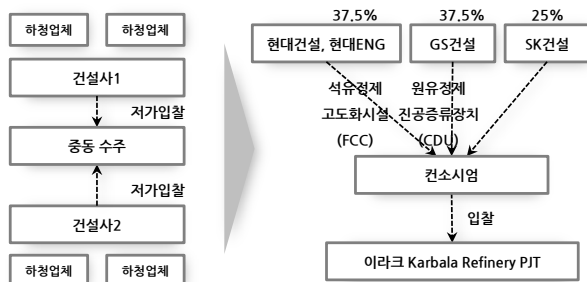 하청업체 하청업체
건설사1
저가입찰
중동 수주
저가입찰
건설사2
하청업체 하청업체
37.5% 37.5% 25%
현대건설, 현대ENG GS건설 SK건설
석유정제 원유정제
고도화시설 진공증류장치
(FCC) (CDU)
컨소시엄
입찰
이라크 Karbala Refinery PJT